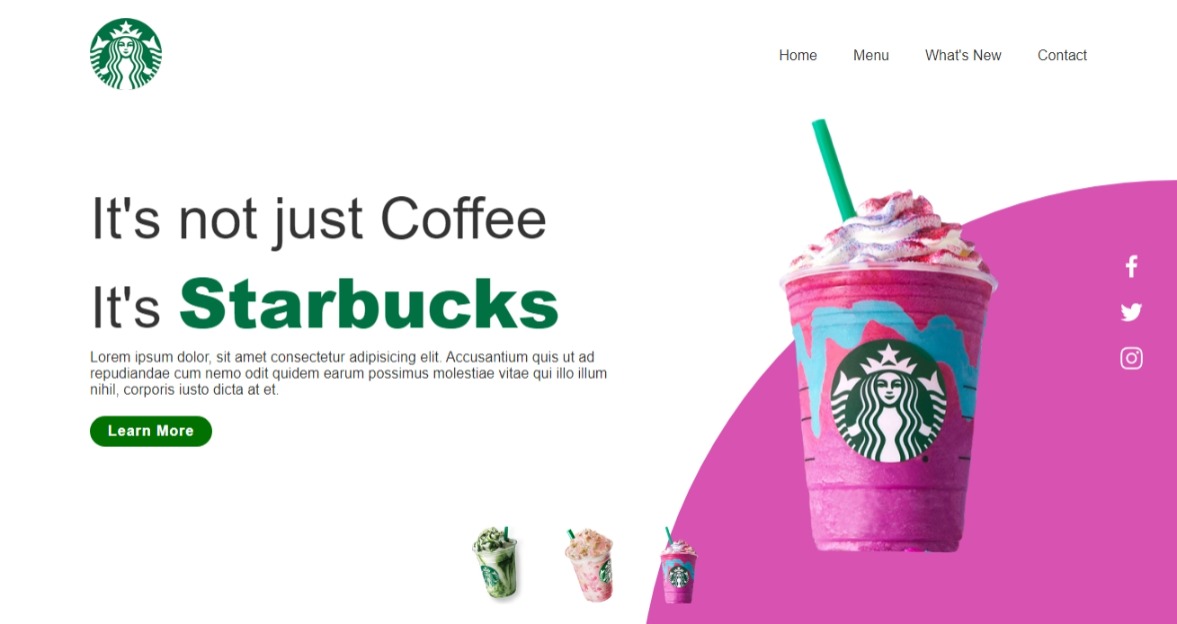 Home Menu What's New Contact
It's not just Coffee
It's Starbucks
Lorem ipsum dolor, sit amet consectetur adipisicing elit. Accusantium quis ut ad
repudiandae cum nemo odit quidem earum possimus molestiae vitae qui illo illum
nihil, corporis iusto dicta at et.
Learn More